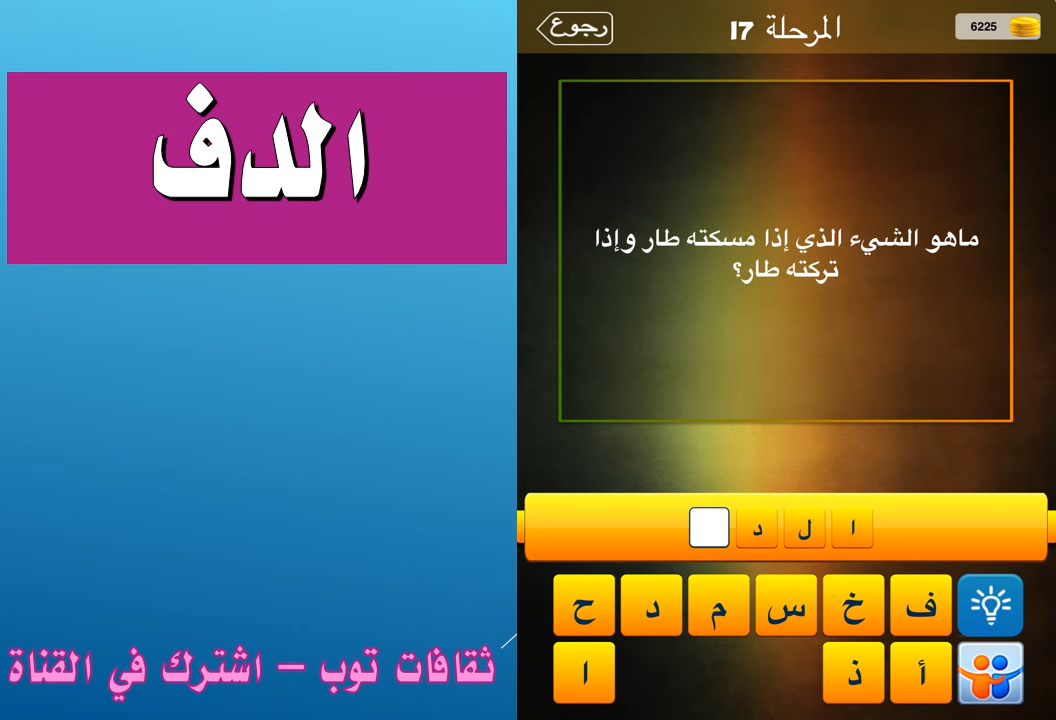 الدف
ثقافات توب – اشترك في القناة
رجوع
المرحلة 17
6225
ماهو الشيء الذي إذا مسكته طار وإذا
تركته طار؟
ا ل د
ف خ س م د ح
أ ذ ا